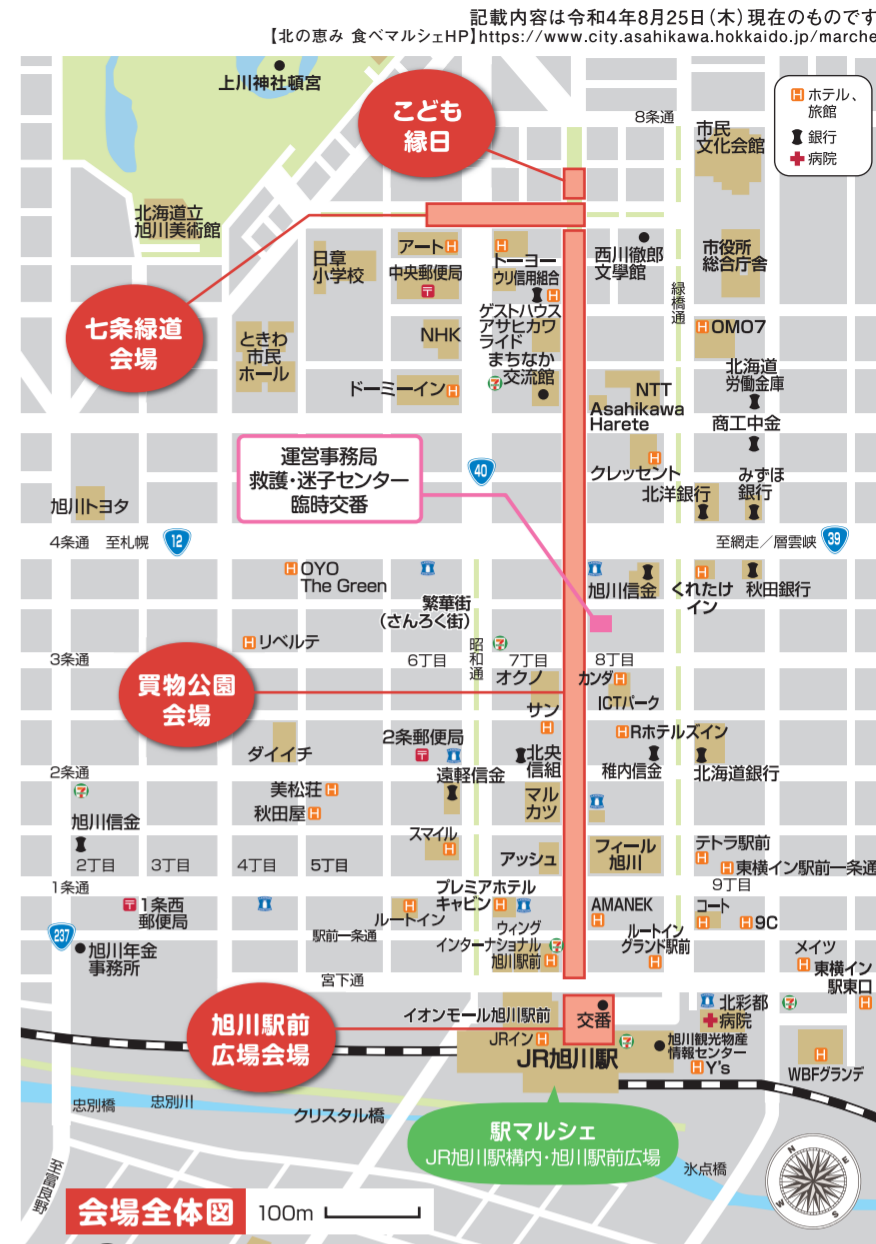 記載内容は令和4年8月25日(木)現在のものです
【北の恵み 食べマルシェHP】https://www.city.asahikawa.hokkaido.jp/marche
上川神社頓宮
こども
縁日
8条通
市民
文化会館
ホテル、
旅館
銀行
病院
北海道立
旭川美術館
日章
小学校
アート
中央郵便局
トーヨー
ウリ信用組合
西川徹郎
文學館
市役所
総合庁舎
緑橋通
七条緑道
会場
ゲストハウス
アサヒカワ
ライド
まちなか
交流館
NHK
OMO7
ときわ
市民
ホール
ドーミーイン
北海道
労働金庫
NTT
Asahikawa
Harete
商工中金
運営事務局
救護・迷子センター
臨時交番
40
クレッセント
北洋銀行
みずほ
銀行
旭川トヨタ
4条通 至札幌
12
至網走/層雲峡
39
OYO
The Green
繁華街
(さんろく街)
旭川信金
くれたけ
イン
秋田銀行
リベルテ
昭和通
3条通
6丁目
7丁目
8丁目
買物公園
会場
オクノ
カンダ
ICTパーク
サン
Rホテルズイン
ダイイチ
2条郵便局
北央
信組
稚内信金
北海道銀行
2条通
遠軽信金
美松荘
秋田屋
マル
カツ
旭川信金
スマイル
アッシュ
フィール
旭川
テトラ駅前
東横イン駅前一条通
2丁目
3丁目
4丁目
5丁目
9丁目
1条通
プレミアホテル
キャビン
1条西
郵便局
ルートイン
AMANEK
コート
9C
237
駅前一条通
ウィング
インターナショナル
旭川駅前
ルートイン
グランド駅前
旭川年金
事務所
メイツ
東横イン
駅東口
宮下通
旭川駅前
広場会場
イオンモール旭川駅前
交番
北彩都
病院
JRイン
JR旭川駅
旭川観光物産
情報センター
Y's
WBFグランデ
忠別橋
忠別川
クリスタル橋
駅マルシェ
JR旭川駅構内・旭川駅前広場
氷点橋
至富良野
会場全体図
100m
N
E
W
S